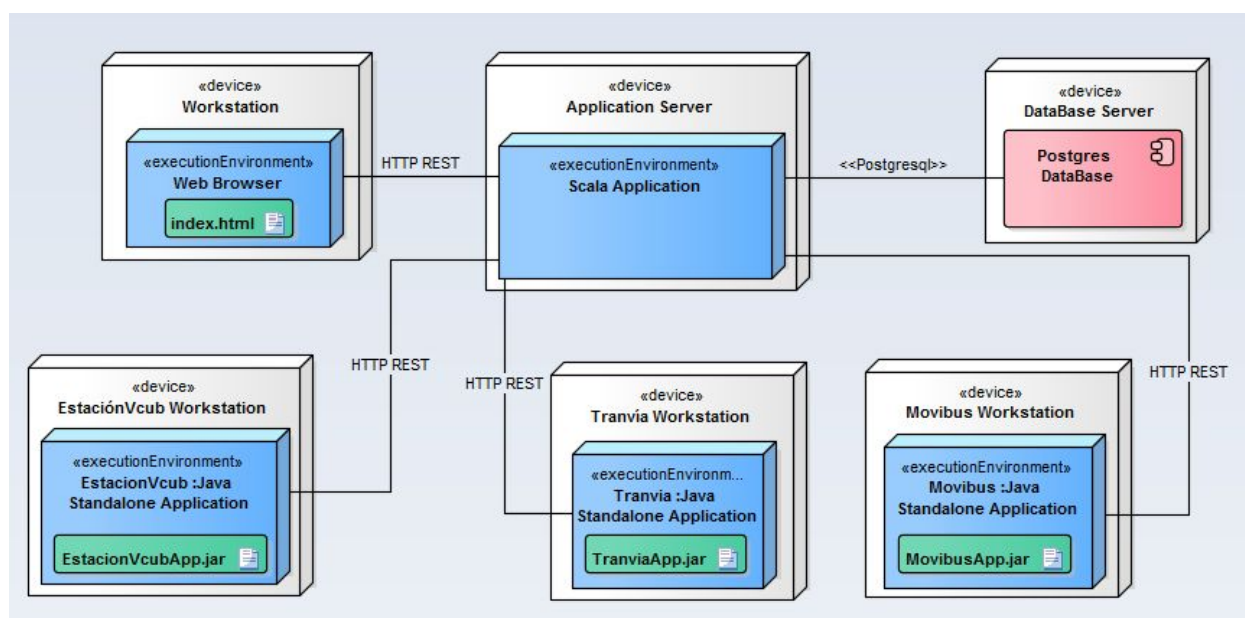 «device»
Workstation
«executionEnvironment»
Web Browser
index.html
HTTP REST
«device»
Application Server
«executionEnvironment»
Scala Application
<<Postgresql>>
«device»
DataBase Server
Postgres
DataBase
HTTP REST
HTTP REST
HTTP REST
«device»
EstaciónVcub Workstation
«executionEnvironment»
EstacionVcub :Java
Standalone Application
EstacionVcubApp.jar
«device»
Tranvía Workstation
«executionEnvironm...
Tranvia :Java
Standalone Application
TranviaApp.jar
«device»
Movibus Workstation
«executionEnvironment»
Movibus :Java
Standalone Application
MovibusApp.jar